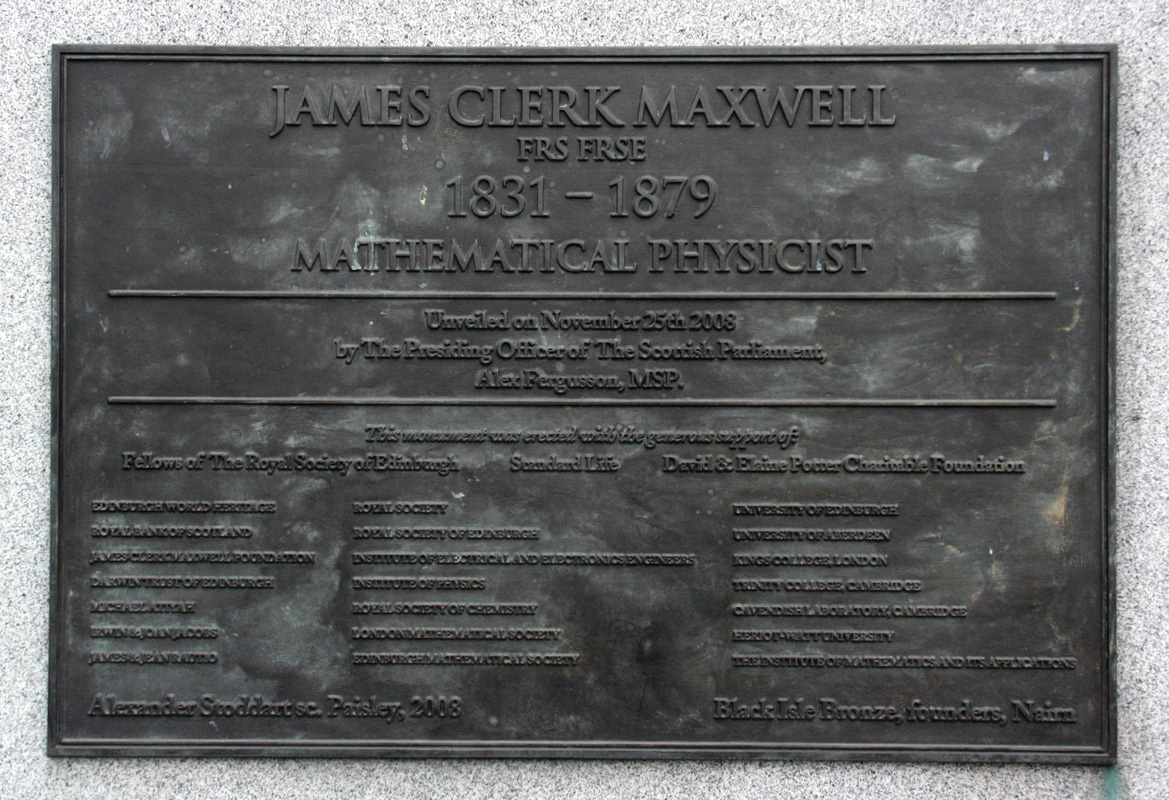 JAMES CLERK MAXWELL
FRS FRSE
1831 – 1879
MATHEMATICAL PHYSICIST
Unveiled on November 25th 2008
by The Presiding Officer of The Scottish Parliament,
Alex Fergusson, MSP.
This monument was erected with the generous support of:
Fellows of The Royal Society of Edinburgh Standard Life David & Elaine Potter Charitable Foundation
EDINBURGH WORLD HERITAGE
ROYAL BANK OF SCOTLAND
JAMES CLERK MAXWELL FOUNDATION
DARWIN TRUST OF EDINBURGH
MICHAEL ATIYAH
IRWIN & JOAN JACOBS
JAMES & JEAN RATTIO
ROYAL SOCIETY
ROYAL SOCIETY OF EDINBURGH
INSTITUTE OF ELECTRICAL AND ELECTRONICS ENGINEERS
INSTITUTE OF PHYSICS
ROYAL SOCIETY OF CHEMISTRY
LONDON MATHEMATICAL SOCIETY
EDINBURGH MATHEMATICAL SOCIETY
UNIVERSITY OF EDINBURGH
UNIVERSITY OF ABERDEEN
KINGS COLLEGE, LONDON
TRINITY COLLEGE, CAMBRIDGE
CAVENDISH LABORATORY, CAMBRIDGE
HERIOT-WATT UNIVERSITY
THE INSTITUTE OF MATHEMATICS AND ITS APPLICATIONS
Alexander Stoddart sc. Paisley, 2008
Black Isle Bronze, founders, Nairn